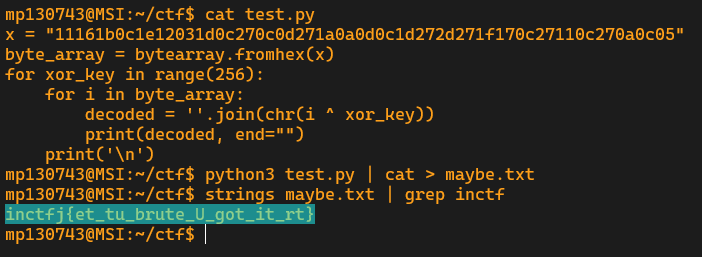 mp130743@MSI:~/ctf$ cat test.py
x = "11161b0c1e12031d0c270c0d271a0a0d0c1d272d271f170c27110c270a0c05"
byte_array = bytearray.fromhex(x)
for xor_key in range(256):
    for i in byte_array:
        decoded = ''.join(chr(i ^ xor_key))
        print(decoded, end="")
    print('\n')
mp130743@MSI:~/ctf$ python3 test.py | cat > maybe.txt
mp130743@MSI:~/ctf$ strings maybe.txt | grep inctf
inctfj{et_tu_brute_U_got_it_rt}
mp130743@MSI:~/ctf$